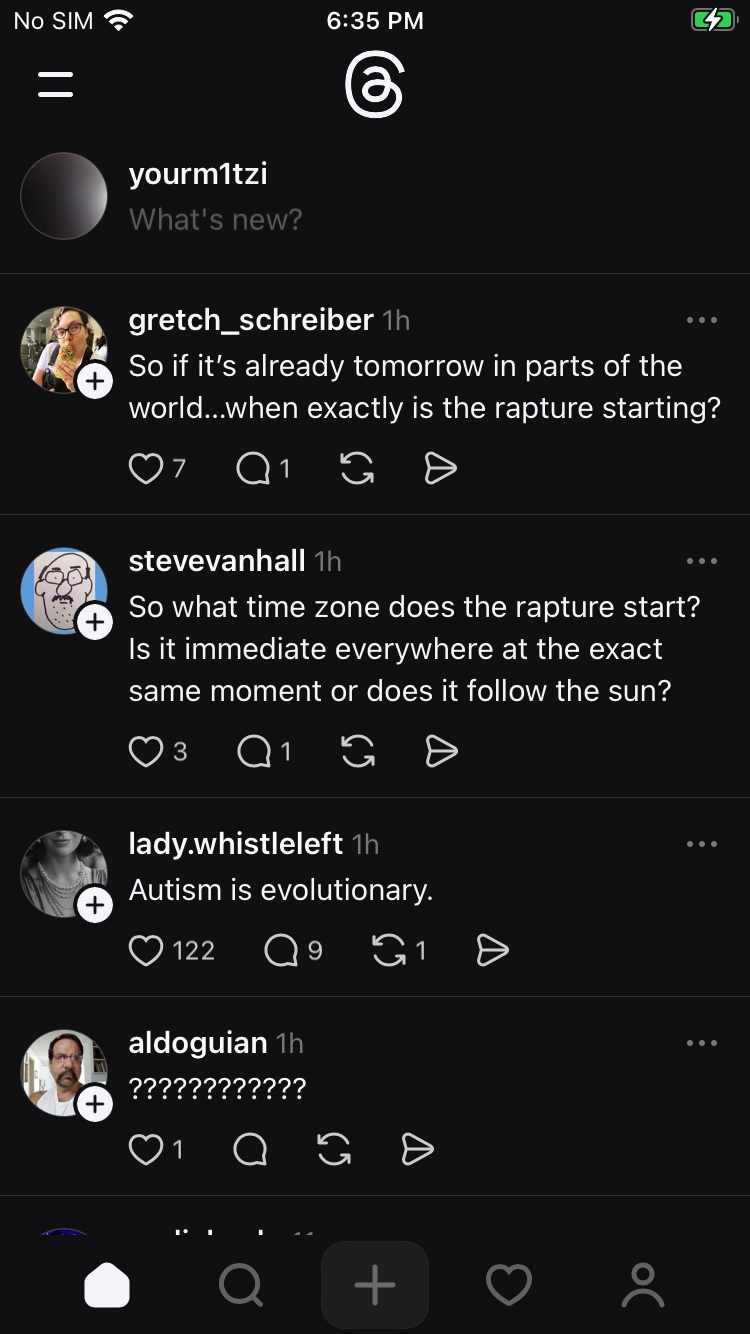 No SIM 6:35 PM
yourm1tzi
What's new?
gretch_schreiber 1h
So if it’s already tomorrow in parts of the
world...when exactly is the rapture starting?
7 1
stevevanhall 1h
So what time zone does the rapture start?
Is it immediate everywhere at the exact
same moment or does it follow the sun?
3 1
lady.whistleleft 1h
Autism is evolutionary.
122 9 1
aldoguian 1h
????????????
1